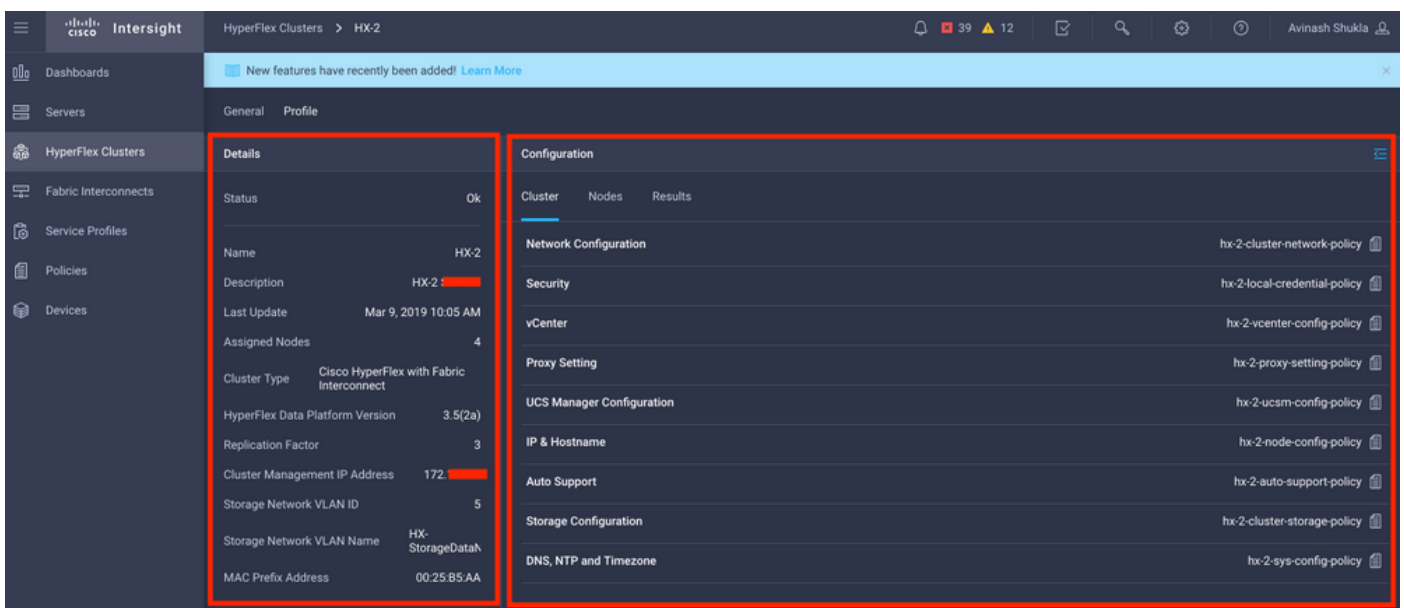 cisco Intersight
HyperFlex Clusters > HX-2
39 12
Avinash Shukla
Dashboards
Servers
HyperFlex Clusters
Fabric Interconnects
Service Profiles
Policies
Devices
New features have recently been added! Learn More
General Profile
Details
Status Ok
Name HX-2
Description HX-2
Last Update Mar 9, 2019 10:05 AM
Assigned Nodes 4
Cluster Type Cisco HyperFlex with Fabric
Interconnect
HyperFlex Data Platform Version 3.5(2a)
Replication Factor 3
Cluster Management IP Address 172.
Storage Network VLAN ID 5
Storage Network VLAN Name HX-
StorageDataN
MAC Prefix Address 00:25:B5:AA
Configuration
Cluster Nodes Results
Network Configuration hx-2-cluster-network-policy
Security hx-2-local-credential-policy
vCenter hx-2-vcenter-config-policy
Proxy Setting hx-2-proxy-setting-policy
UCS Manager Configuration hx-2-ucsm-config-policy
IP & Hostname hx-2-node-config-policy
Auto Support hx-2-auto-support-policy
Storage Configuration hx-2-cluster-storage-policy
DNS, NTP and Timezone hx-2-sys-config-policy